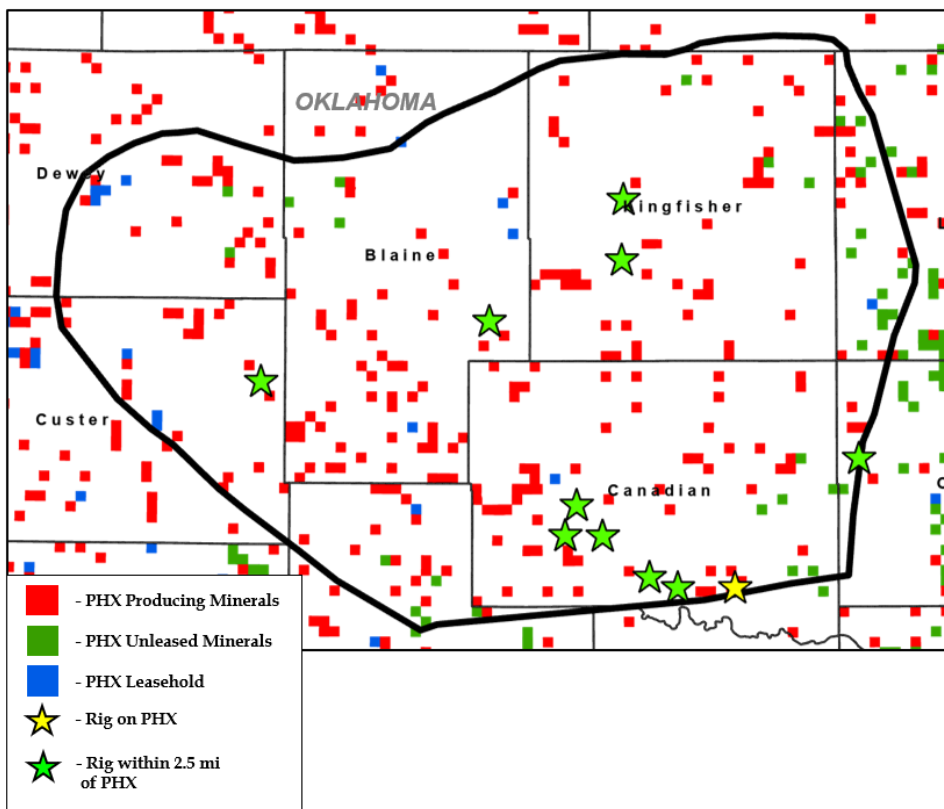 OKLAHOMA
Dewey
Kingfisher
L
Blaine
Custer
Canadian
C
- PHX Producing Minerals
- PHX Unleased Minerals
- PHX Leasehold
- Rig on PHX
- Rig within 2.5 mi
of PHX